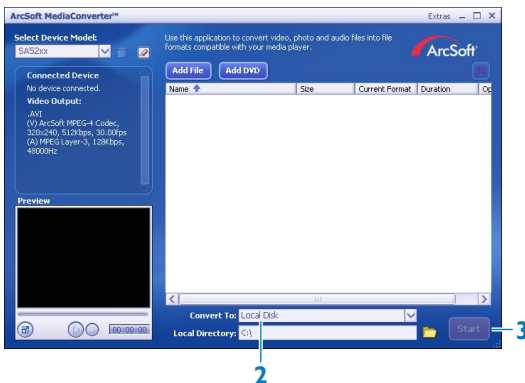 ArcSoft MediaConverter™
Extras
Select Device Model:
SA52xx
Connected Device
No device connected.
Video Output:
.AVI
(V) ArcSoft MPEG-4 Codec,
320x240, 512Kbps, 30.00fps
(A) MPEG Layer-3, 128Kbps,
48000Hz
Preview
00:00:00
Use this application to convert video, photo and audio files into file
formats compatible with your media player.
ArcSoft®
Add File
Add DVD
Name Size Current Format Duration Op
Convert To: Local Disk
Local Directory: C:\
Start
3
2